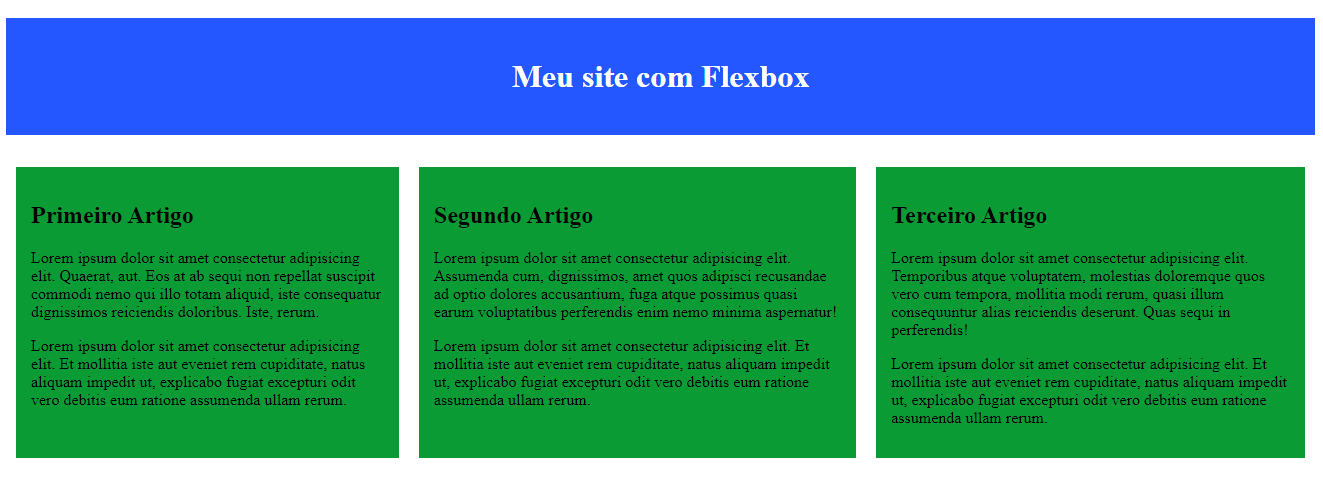 Meu site com Flexbox
Primeiro Artigo
Lorem ipsum dolor sit amet consectetur adipisicing
elit. Quaerat, aut. Eos at ab sequi non repellat suscipit
commodi nemo qui illo totam aliquid, iste consequatur
dignissimos reiciendis doloribus. Iste, rerum.
Lorem ipsum dolor sit amet consectetur adipisicing
elit. Et mollitia iste aut eveniet rem cupiditate, natus
aliquam impedit ut, explicabo fugiat excepturi odit
vero debitis eum ratione assumenda ullam rerum.
Segundo Artigo
Lorem ipsum dolor sit amet consectetur adipisicing elit.
Assumenda cum, dignissimos, amet quos adipisci recusandae
ad optio dolores accusantium, fuga atque possimus quasi
earum voluptatibus perferendis enim nemo minima aspernatur!
Lorem ipsum dolor sit amet consectetur adipisicing elit. Et
mollitia iste aut eveniet rem cupiditate, natus aliquam impedit
ut, explicabo fugiat excepturi odit vero debitis eum ratione
assumenda ullam rerum.
Terceiro Artigo
Lorem ipsum dolor sit amet consectetur adipisicing elit.
Temporibus atque voluptatem, molestias doloremque quos
vero cum tempora, mollitia modi rerum, quasi illum
consequuntur alias reiciendis deserunt. Quas sequi in
perferendis!
Lorem ipsum dolor sit amet consectetur adipisicing elit. Et
mollitia iste aut eveniet rem cupiditate, natus aliquam impedit
ut, explicabo fugiat excepturi odit vero debitis eum ratione
assumenda ullam rerum.